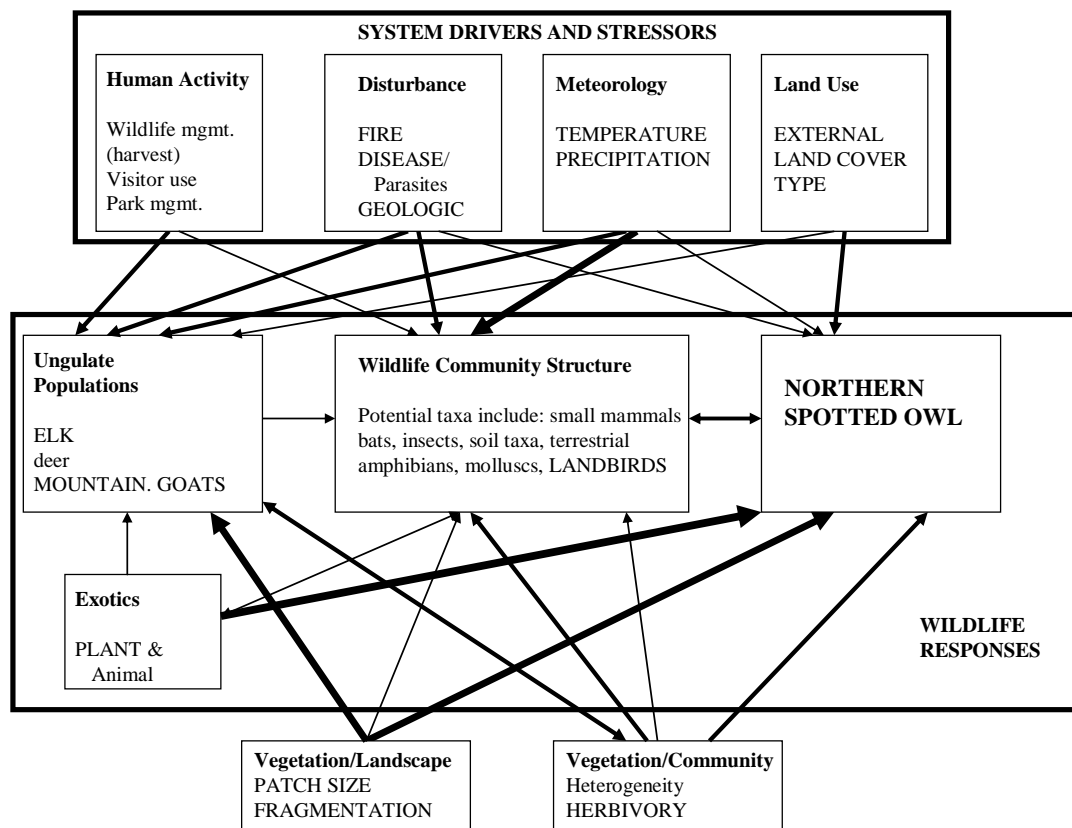 SYSTEM DRIVERS AND STRESSORS
Human Activity
Wildlife mgmt.
(harvest)
Visitor use
Park mgmt.
Disturbance
FIRE
DISEASE/
Parasites
GEOLOGIC
Meteorology
TEMPERATURE
PRECIPITATION
Land Use
EXTERNAL
LAND COVER
TYPE
Ungulate
Populations
ELK
deer
MOUNTAIN. GOATS
Wildlife Community Structure
Potential taxa include: small mammals
bats, insects, soil taxa, terrestrial
amphibians, molluscs, LANDBIRDS
NORTHERN
SPOTTED OWL
Exotics
PLANT &
Animal
WILDLIFE
RESPONSES
Vegetation/Landscape
PATCH SIZE
FRAGMENTATION
Vegetation/Community
Heterogeneity
HERBIVORY